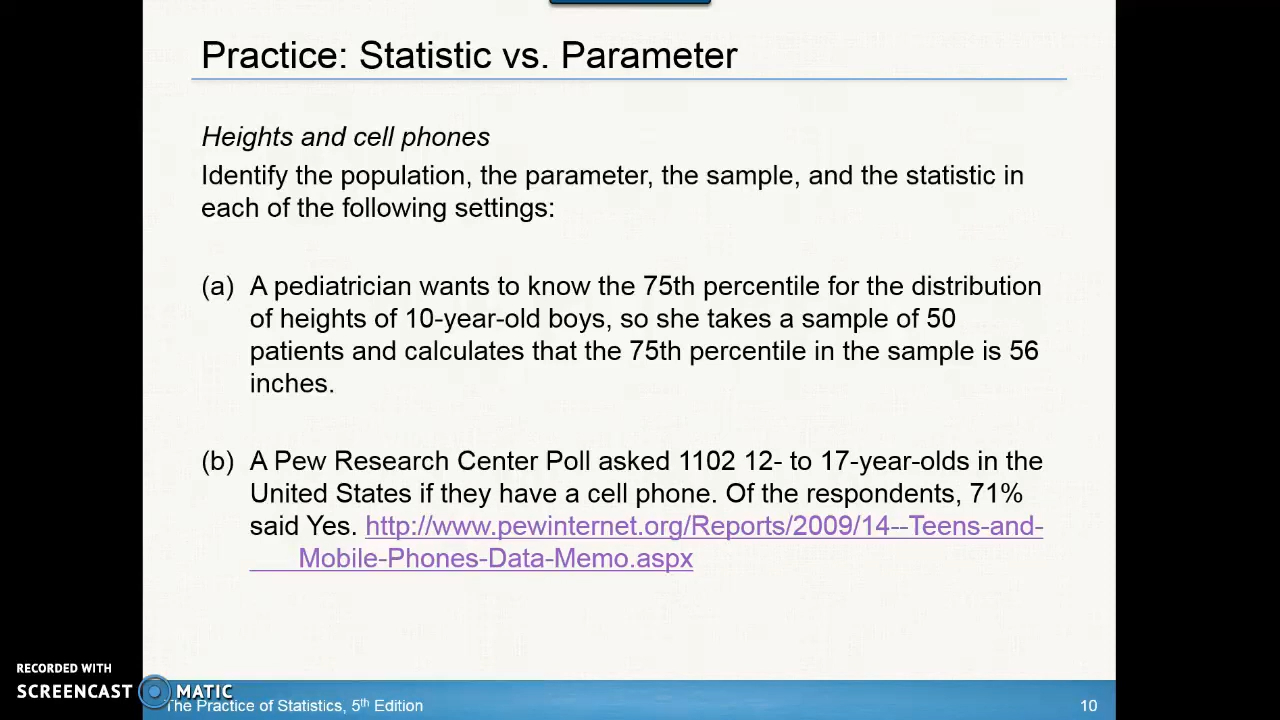 Practice: Statistic vs. Parameter
Heights and cell phones
Identify the population, the parameter, the sample, and the statistic in
each of the following settings:
(a) A pediatrician wants to know the 75th percentile for the distribution
of heights of 10-year-old boys, so she takes a sample of 50
patients and calculates that the 75th percentile in the sample is 56
inches.
(b) A Pew Research Center Poll asked 1102 12- to 17-year-olds in the
United States if they have a cell phone. Of the respondents, 71%
said Yes. http://www.pewinternet.org/Reports/2009/14--Teens-and-
Mobile-Phones-Data-Memo.aspx
RECORDED WITH
SCREENCAST MATIC
The Practice of Statistics, 5th Edition
10